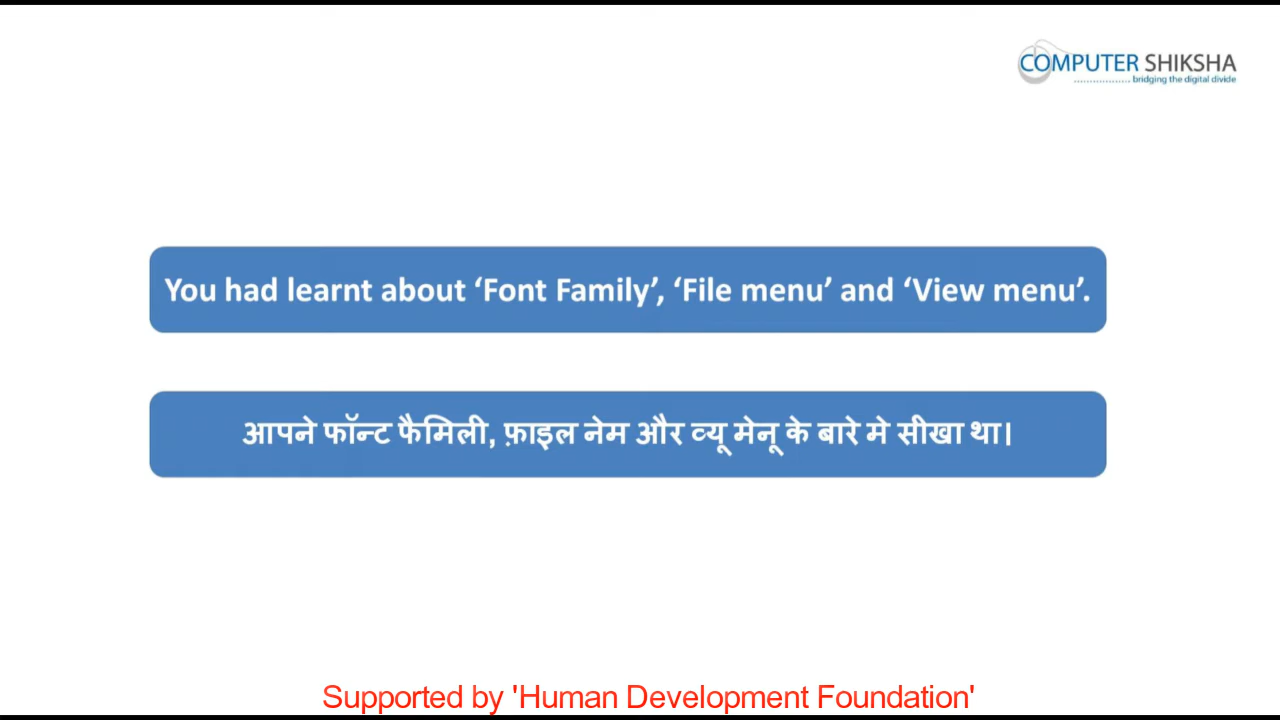 COMPUTER SHIKSHA
................. bridging the digital divide
You had learnt about ‘Font Family’, ‘File menu’ and ‘View menu’.
आपने फॉन्ट फैमिली, फ़ाइल नेम और व्यू मेनू के बारे मे सीखा था।
Supported by 'Human Development Foundation'